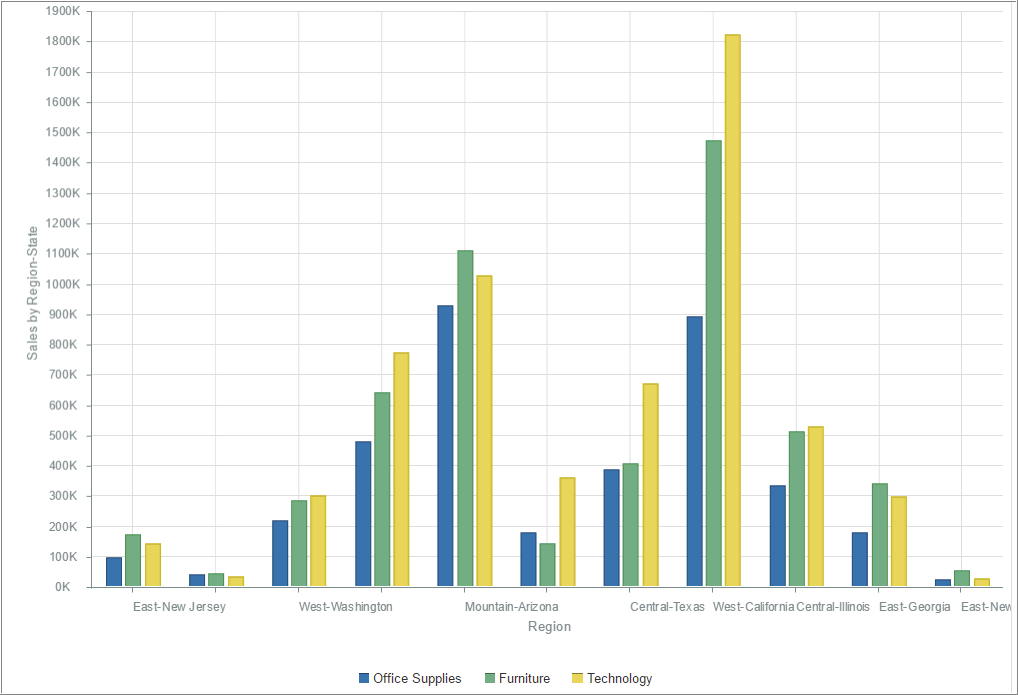 1900K
1800K
1700K
1600K
1500K
1400K
1300K
1200K
1100K
1000K
900K
800K
700K
600K
500K
400K
300K
200K
100K
0K
Sales by Region-State
East-New Jersey West-Washington Mountain-Arizona Central-Texas West-California Central-Illinois East-Georgia East-New
Region
Office Supplies Furniture Technology